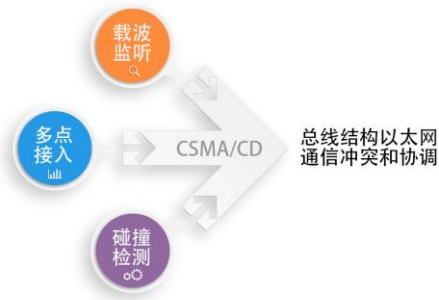 载波
监听
多点
接入
CSMA/CD
总线结构以太网
通信冲突和协调
碰撞
检测